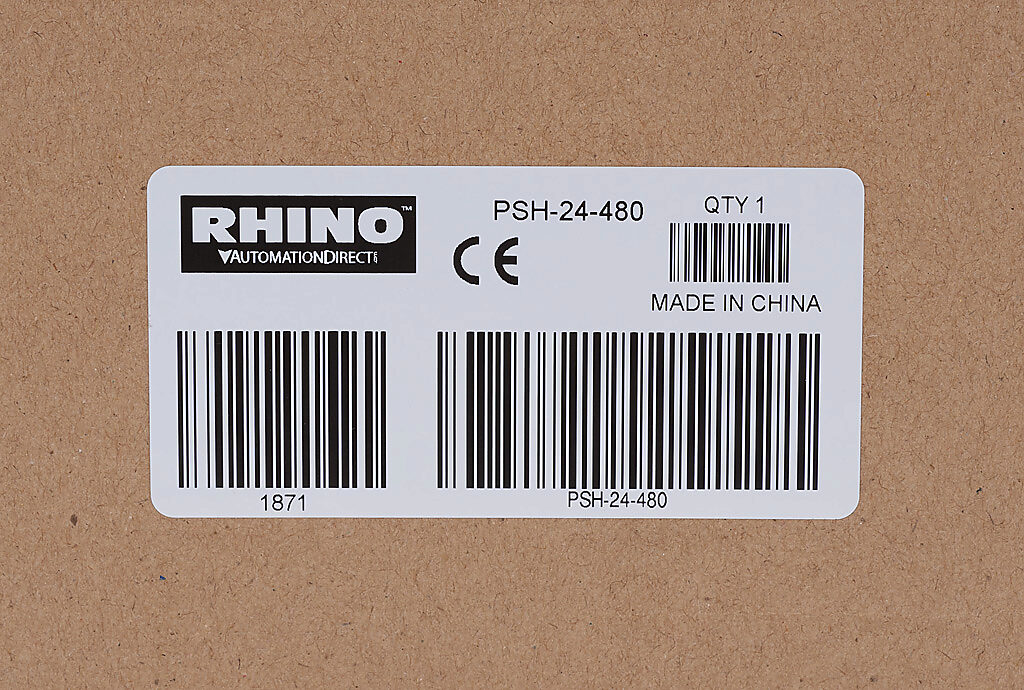 RHINO™
AUTOMATIONDIRECT
PSH-24-480
CE
QTY 1
MADE IN CHINA
1871
PSH-24-480